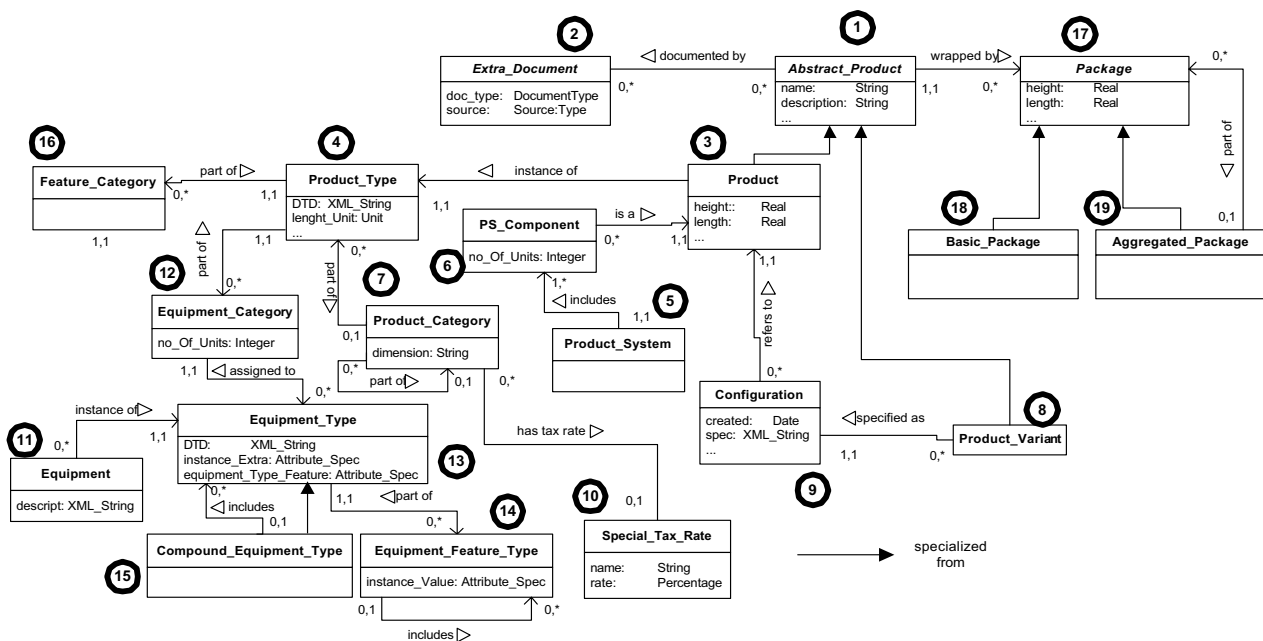 1
17
2
documented by
wrapped by
0,*
Extra_Document
Abstract_Product
Package
0,*
0,*
1,1
0,*
doc_type: DocumentType
source: Source:Type
name: String
description: String
...
height: Real
length: Real
...
part of
16
4
3
part of
instance of
Feature_Category
Product_Type
Product
0,*
1,1
1,1
DTD: XML_String
lenght_Unit: Unit
...
height:: Real
length: Real
...
is a
PS_Component
0,*
1,1
no_Of_Units: Integer
18
19
0,1
Basic_Package
Aggregated_Package
1,1
1,1
0,*
part of
12
6
7
part of
1,*
1,1
includes
5
1,1
0,*
Equipment_Category
no_Of_Units: Integer
Product_Category
dimension: String
0,1
Product_System
refers to
0,*
part of
0,1
0,*
1,1
assigned to
0,*
0,*
Configuration
created: Date
spec: XML_String
...
8
specified as
Product_Variant
1,1
0,*
9
instance of
11
0,*
1,1
Equipment_Type
DTD: XML_String
instance_Extra: Attribute_Spec
equipment_Type_Feature: Attribute_Spec
13
has tax rate
Equipment
descript: XML_String
0,*
includes
0,1
1,1
part of
0,*
14
10
0,1
Compound_Equipment_Type
15
Equipment_Feature_Type
instance_Value: Attribute_Spec
0,1
0,*
includes
Special_Tax_Rate
name: String
rate: Percentage
specialized
from